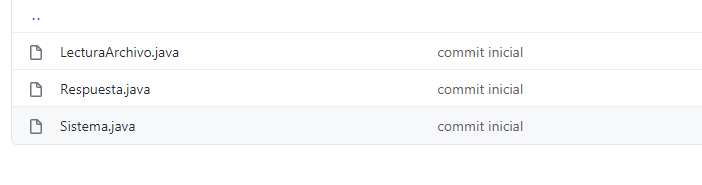 ..
LecturaArchivo.java commit inicial
Respuesta.java commit inicial
Sistema.java commit inicial